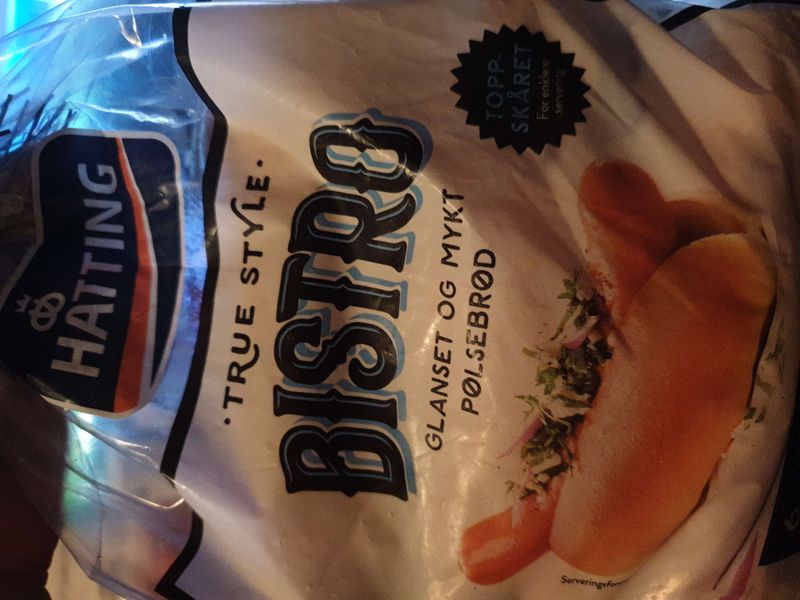 HATTING
• TRUE STYLE •
BISTRO
GLANSET OG MYKT
PØLSEBRØD
TOPP-
SKÅRET
For enklere
servering